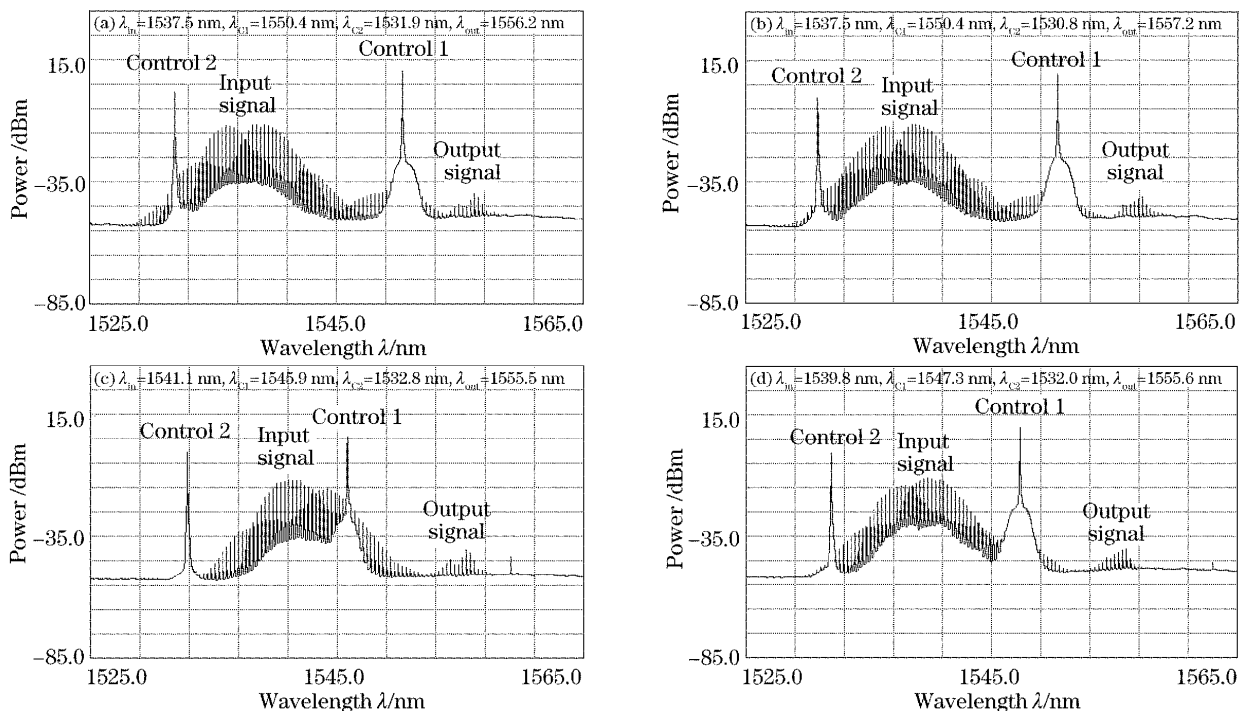 (a) λin=1537.5 nm, λC1=1550.4 nm, λC2=1531.9 nm, λout=1556.2 nm
Control 2
Input
signal
Control 1
Output
signal
15.0
−35.0
−85.0
Power /dBm
1525.0
1545.0
1565.0
Wavelength λ/nm
(b) λin=1537.5 nm, λC1=1550.4 nm, λC2=1530.8 nm, λout=1557.2 nm
Control 2
Input
signal
Control 1
Output
signal
15.0
−35.0
−85.0
Power /dBm
1525.0
1545.0
1565.0
Wavelength λ/nm
(c) λin=1541.1 nm, λC1=1545.9 nm, λC2=1532.8 nm, λout=1555.5 nm
Control 2
Input
signal
Control 1
Output
signal
15.0
−35.0
−85.0
Power /dBm
1525.0
1545.0
1565.0
Wavelength λ/nm
(d) λin=1539.8 nm, λC1=1547.3 nm, λC2=1532.0 nm, λout=1555.6 nm
Control 2
Input
signal
Control 1
Output
signal
15.0
−35.0
−85.0
Power /dBm
1525.0
1545.0
1565.0
Wavelength λ/nm